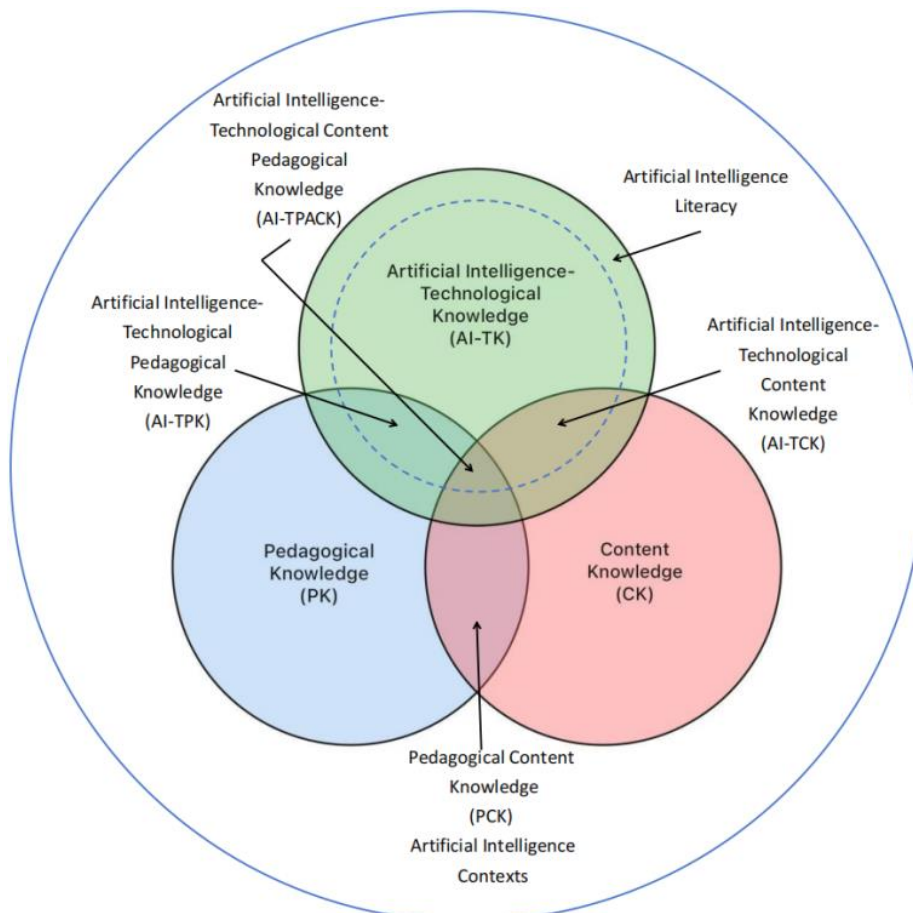 Artificial Intelligence-
Technological Content
Pedagogical
Knowledge
(AI-TPACK)
Artificial Intelligence
Literacy
Artificial Intelligence-
Technological
Knowledge
(AI-TK)
Artificial Intelligence-
Technological
Pedagogical
Knowledge
(AI-TPK)
Artificial Intelligence-
Technological
Content
Knowledge
(AI-TCK)
Pedagogical
Knowledge
(PK)
Content
Knowledge
(CK)
Pedagogical Content
Knowledge
(PCK)
Artificial Intelligence
Contexts